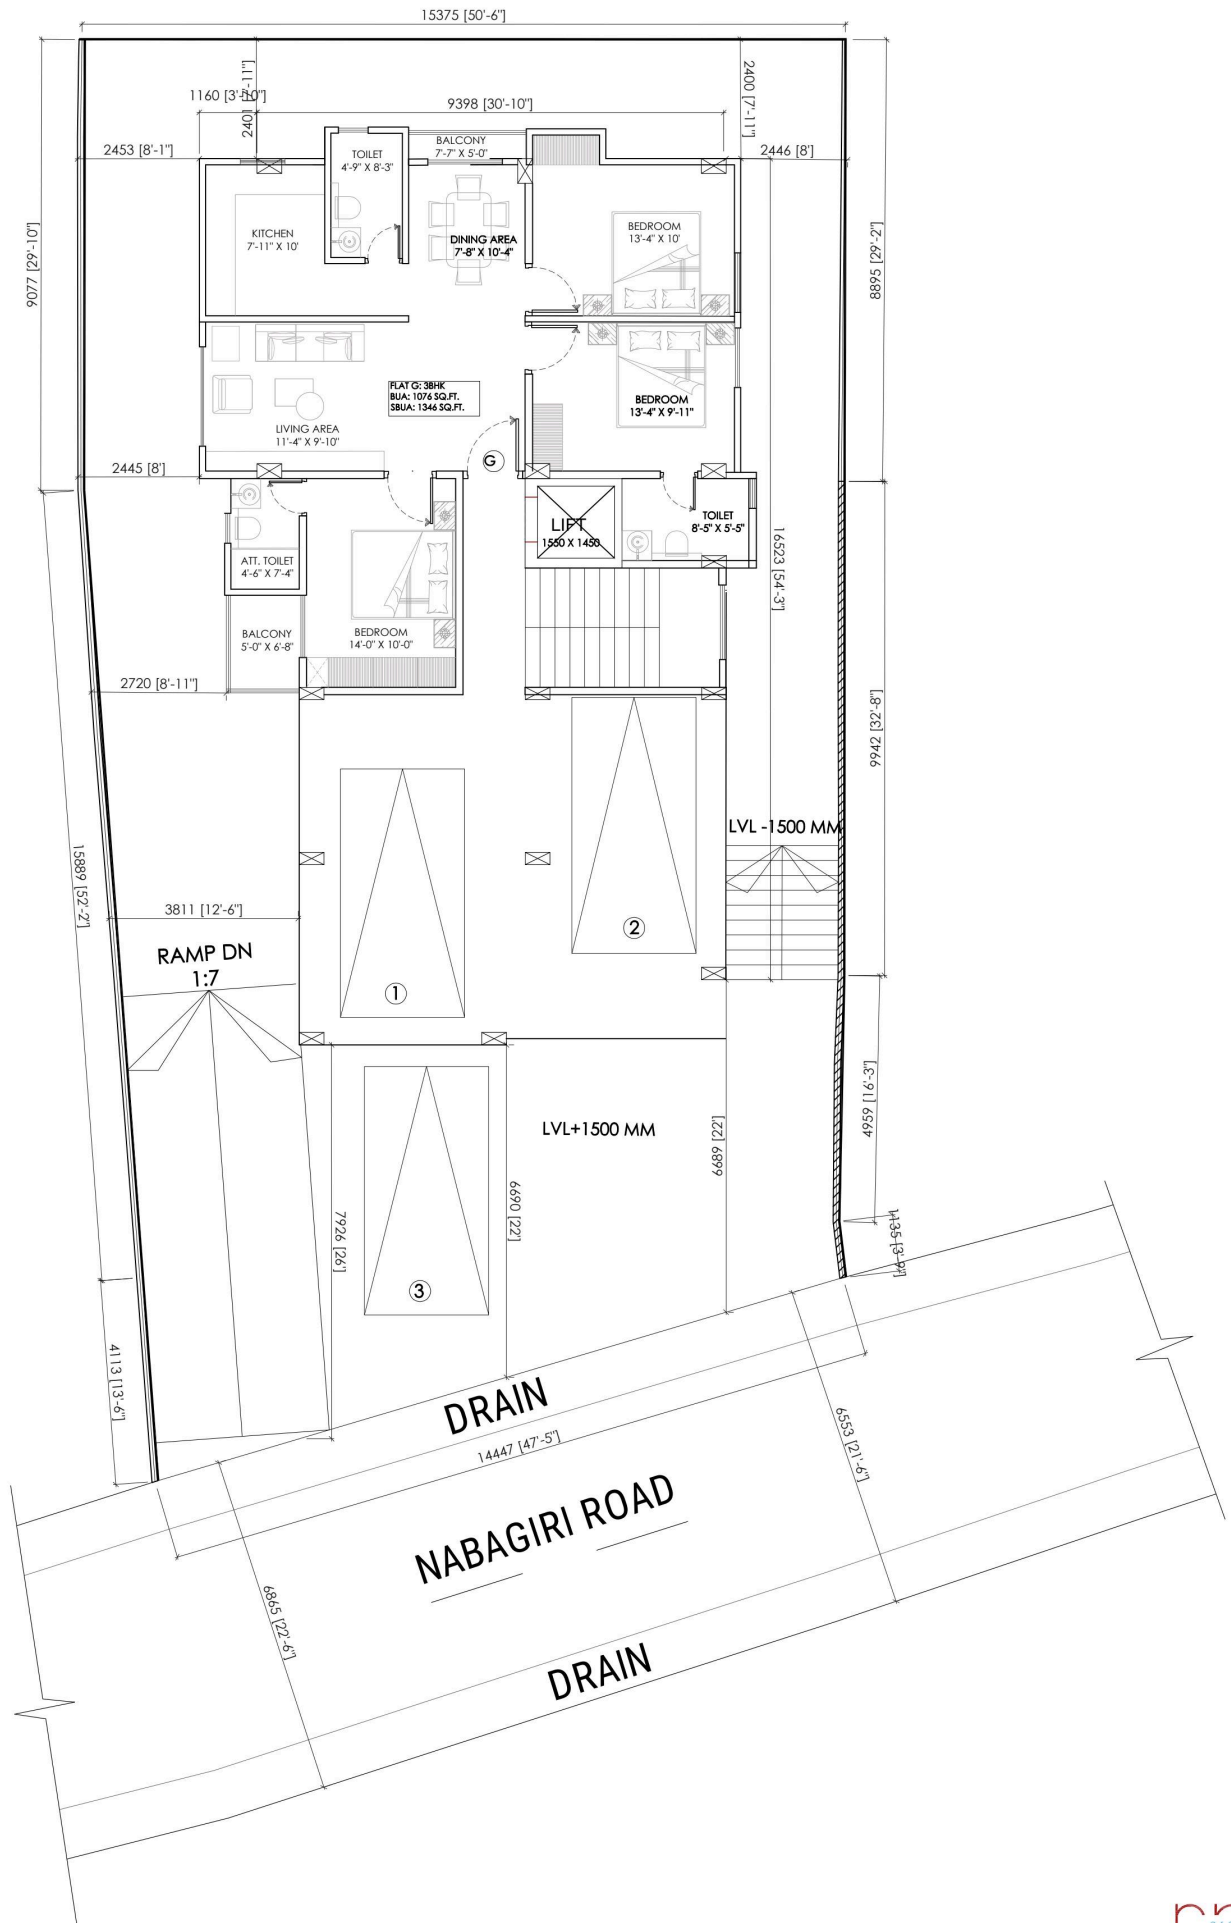 15375 [50'-6"]
2401 [7'-11"]
2400 [7'-11"]
1160 [3'-10"]
9398 [30'-10"]
2453 [8'-1"]
2446 [8']
BALCONY
7'-7" X 5'-0"
TOILET
4'-9" X 8'-3"
KITCHEN
7'-11" X 10'
DINING AREA
7'-8" X 10'-4"
BEDROOM
13'-4" X 10'
9077 [29'-10"]
8895 [29'-2"]
FLAT G: 3BHK
BUA: 1076 SQ.FT.
SBUA: 1346 SQ.FT.
BEDROOM
13'-4" X 9'-11"
LIVING AREA
11'-4" X 9'-10"
G
2445 [8']
LIFT
1550 X 1450
TOILET
8'-5" X 5'-5"
16523 [54'-3"]
ATT. TOILET
4'-6" X 7'-4"
BALCONY
5'-0" X 6'-8"
BEDROOM
14'-0" X 10'-0"
2720 [8'-11"]
9942 [32'-8"]
LVL -1500 MM
15889 [52'-2"]
3811 [12'-6"]
2
RAMP DN
1:7
1
4959 [16'-3"]
LVL+1500 MM
6689 [22']
6690 [22']
7926 [26']
1135 [3'-9"]
3
4113 [13'-6"]
DRAIN
14447 [47'-5"]
6553 [21'-6"]
NABAGIRI ROAD
6865 [22'-6"]
DRAIN